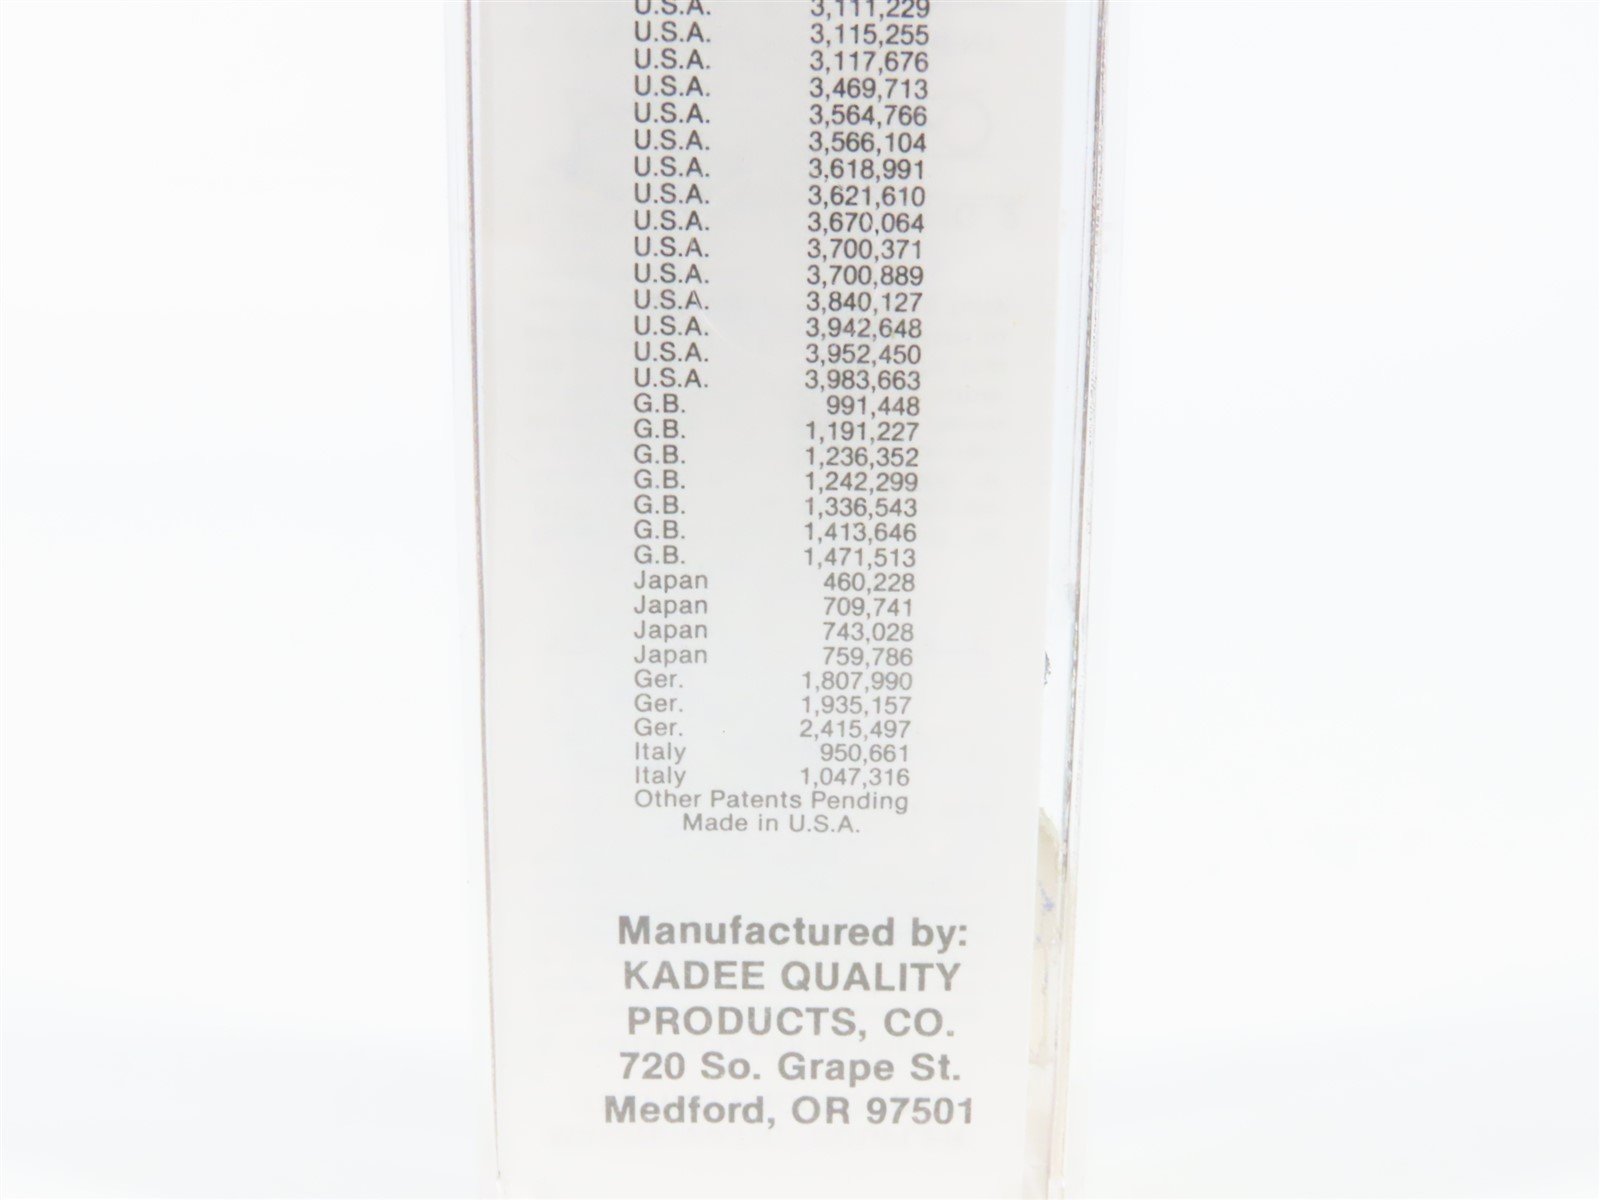 U.S.A. 3,111,229
U.S.A. 3,115,255
U.S.A. 3,117,676
U.S.A. 3,469,713
U.S.A. 3,564,766
U.S.A. 3,566,104
U.S.A. 3,618,991
U.S.A. 3,621,610
U.S.A. 3,670,064
U.S.A. 3,700,371
U.S.A. 3,700,889
U.S.A. 3,840,127
U.S.A. 3,942,648
U.S.A. 3,952,450
U.S.A. 3,983,663
G.B. 991,448
G.B. 1,191,227
G.B. 1,236,352
G.B. 1,242,299
G.B. 1,336,543
G.B. 1,413,646
G.B. 1,471,513
Japan 460,228
Japan 709,741
Japan 743,028
Japan 759,786
Ger. 1,807,990
Ger. 1,935,157
Ger. 2,415,497
Italy 950,661
Italy 1,047,316
Other Patents Pending
Made in U.S.A.
Manufactured by:
KADEE QUALITY
PRODUCTS, CO.
720 So. Grape St.
Medford, OR 97501